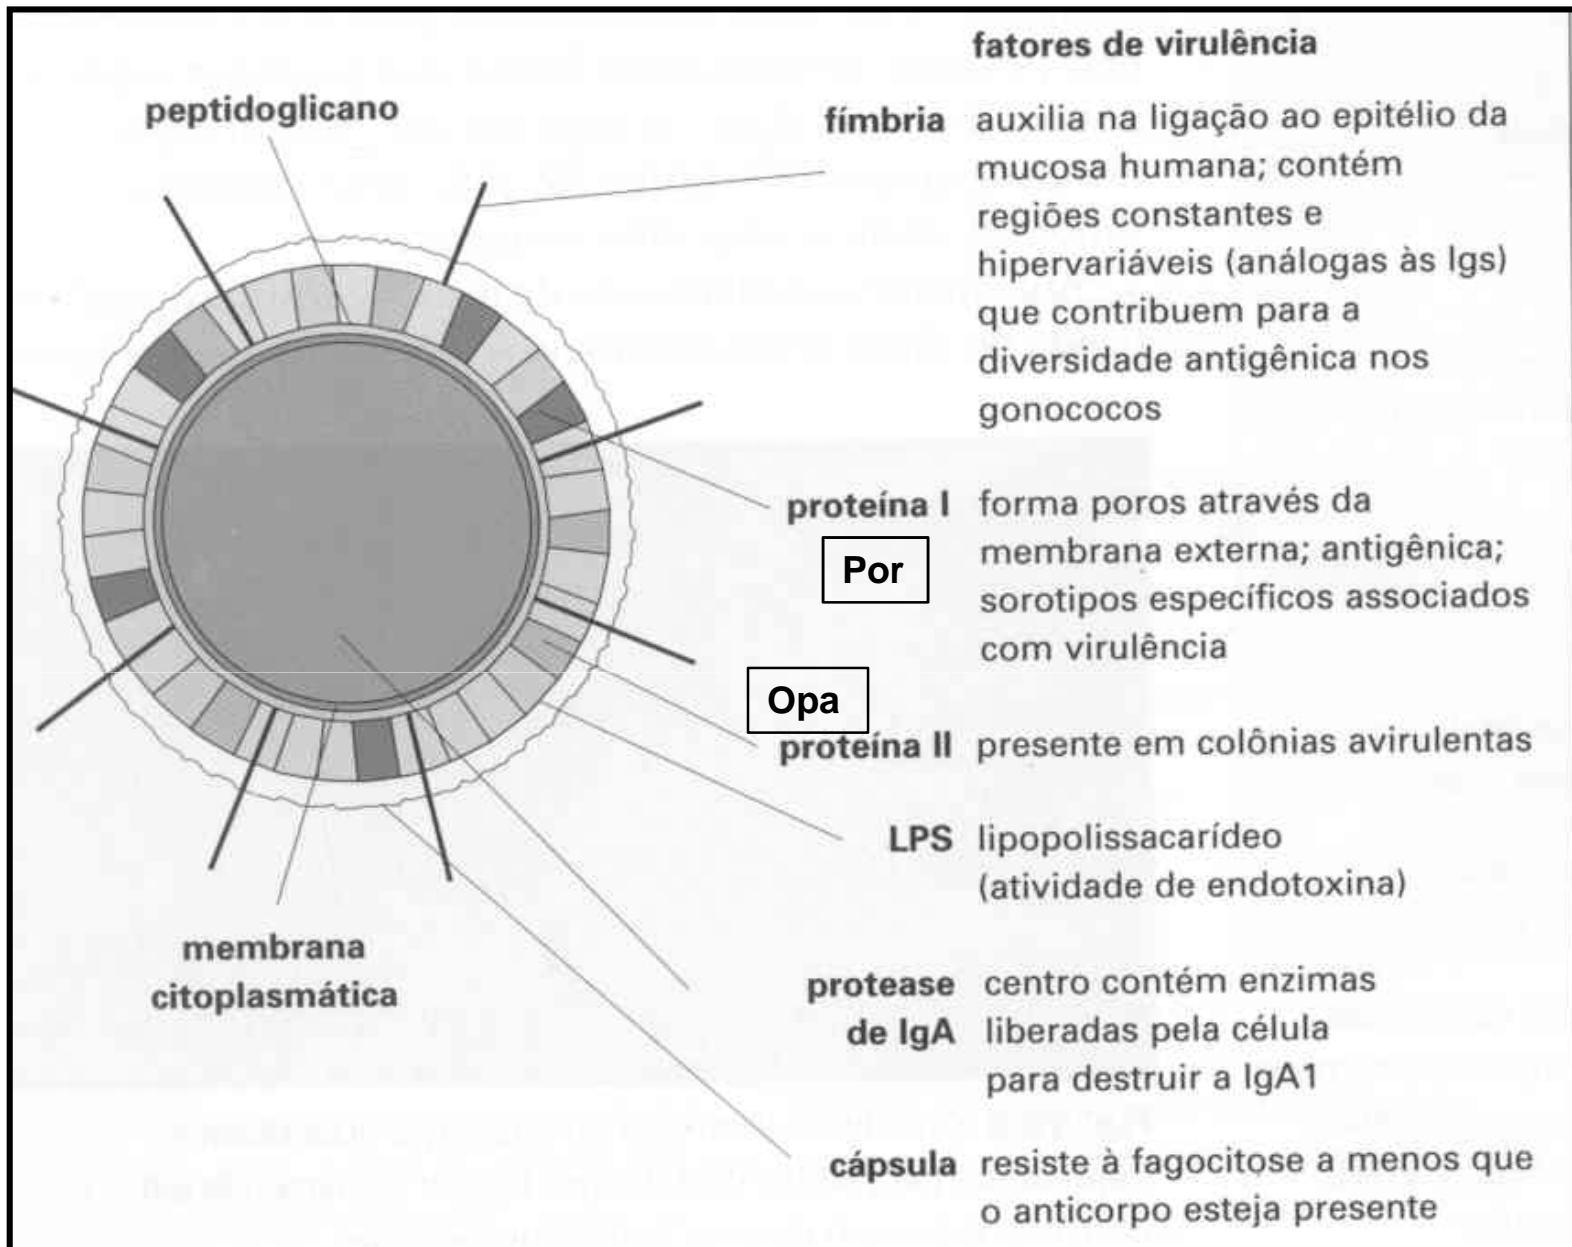 fatores de virulência
peptidoglicano
fímbria auxilia na ligação ao epitélio da
mucosa humana; contém
regiões constantes e
hipervariáveis (análogas às Igs)
que contribuem para a
diversidade antigênica nos
gonococos
proteína I forma poros através da
membrana externa; antigênica;
sorotipos específicos associados
com virulência
Por
Opa
proteína II presente em colônias avirulentas
LPS lipopolissacarídeo
(atividade de endotoxina)
membrana
citoplasmática
protease centro contém enzimas
de IgA liberadas pela célula
para destruir a IgA1
cápsula resiste à fagocitose a menos que
o anticorpo esteja presente